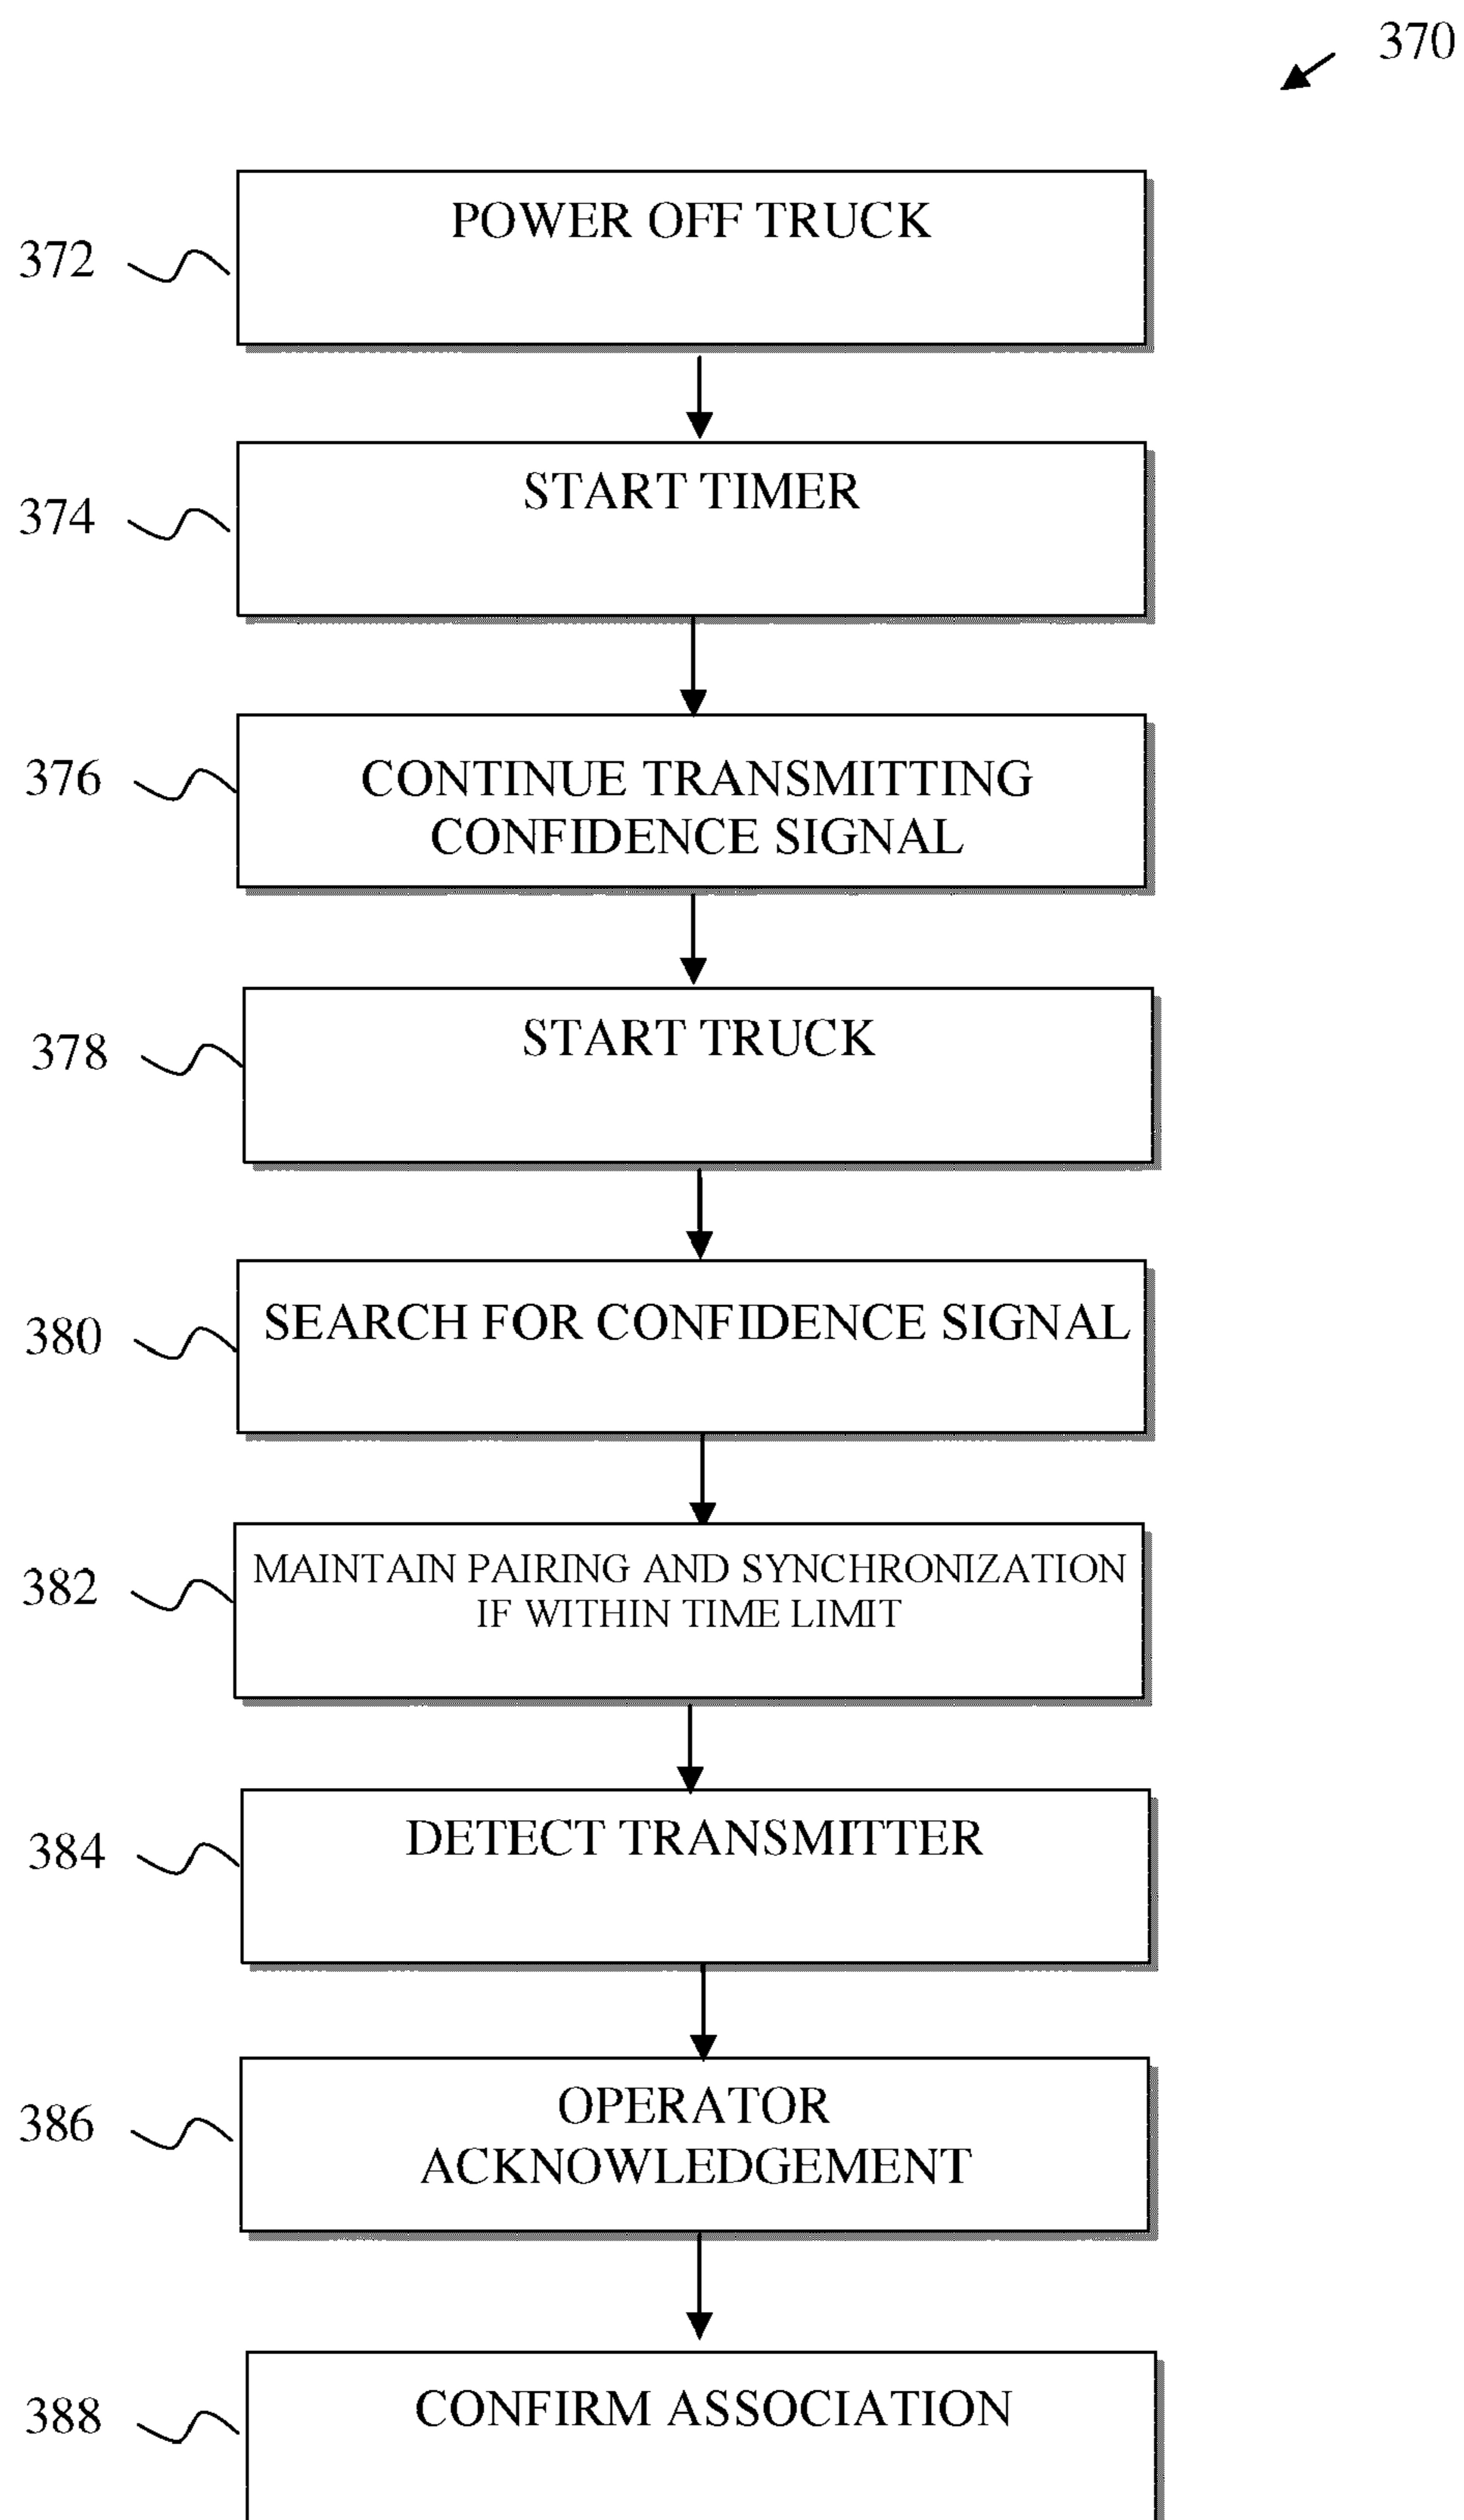 370
372
POWER OFF TRUCK
374
START TIMER
376
CONTINUE TRANSMITTING
CONFIDENCE SIGNAL
378
START TRUCK
380
SEARCH FOR CONFIDENCE SIGNAL
382
MAINTAIN PAIRING AND SYNCHRONIZATION
IF WITHIN TIME LIMIT
384
DETECT TRANSMITTER
386
OPERATOR
ACKNOWLEDGEMENT
388
CONFIRM ASSOCIATION